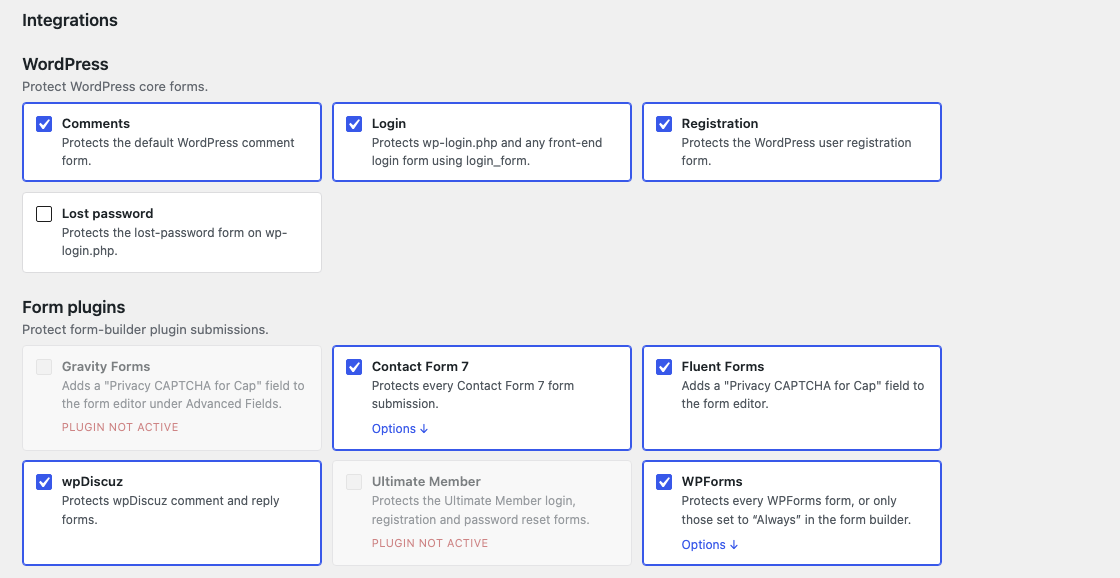 Integrations
WordPress
Protect WordPress core forms.
Comments
Protects the default WordPress comment
form.
Login
Protects wp-login.php and any front-end
login form using login_form.
Registration
Protects the WordPress user registration
form.
Lost password
Protects the lost-password form on wp-
login.php.
Form plugins
Protect form-builder plugin submissions.
Gravity Forms
Adds a "Privacy CAPTCHA for Cap" field to
the form editor under Advanced Fields.
PLUGIN NOT ACTIVE
Contact Form 7
Protects every Contact Form 7 form
submission.
Options ↓
Fluent Forms
Adds a "Privacy CAPTCHA for Cap" field to
the form editor.
wpDiscuz
Protects wpDiscuz comment and reply
forms.
Ultimate Member
Protects the Ultimate Member login,
registration and password reset forms.
PLUGIN NOT ACTIVE
WPForms
Protects every WPForms form, or only
those set to “Always” in the form builder.
Options ↓